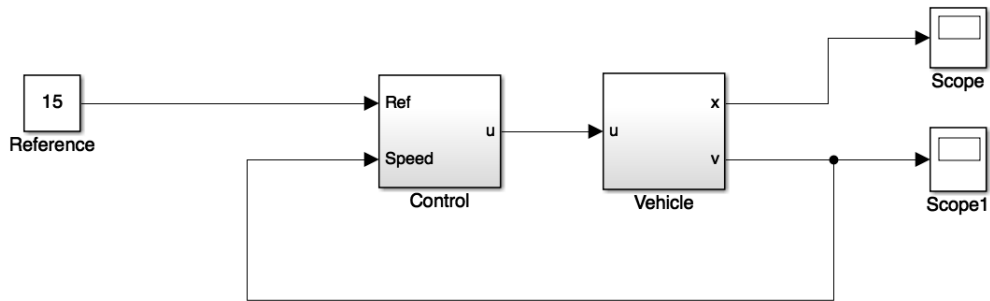 Scope
15
Reference
Ref
u
Speed
Control
u
x
v
Vehicle
Scope1